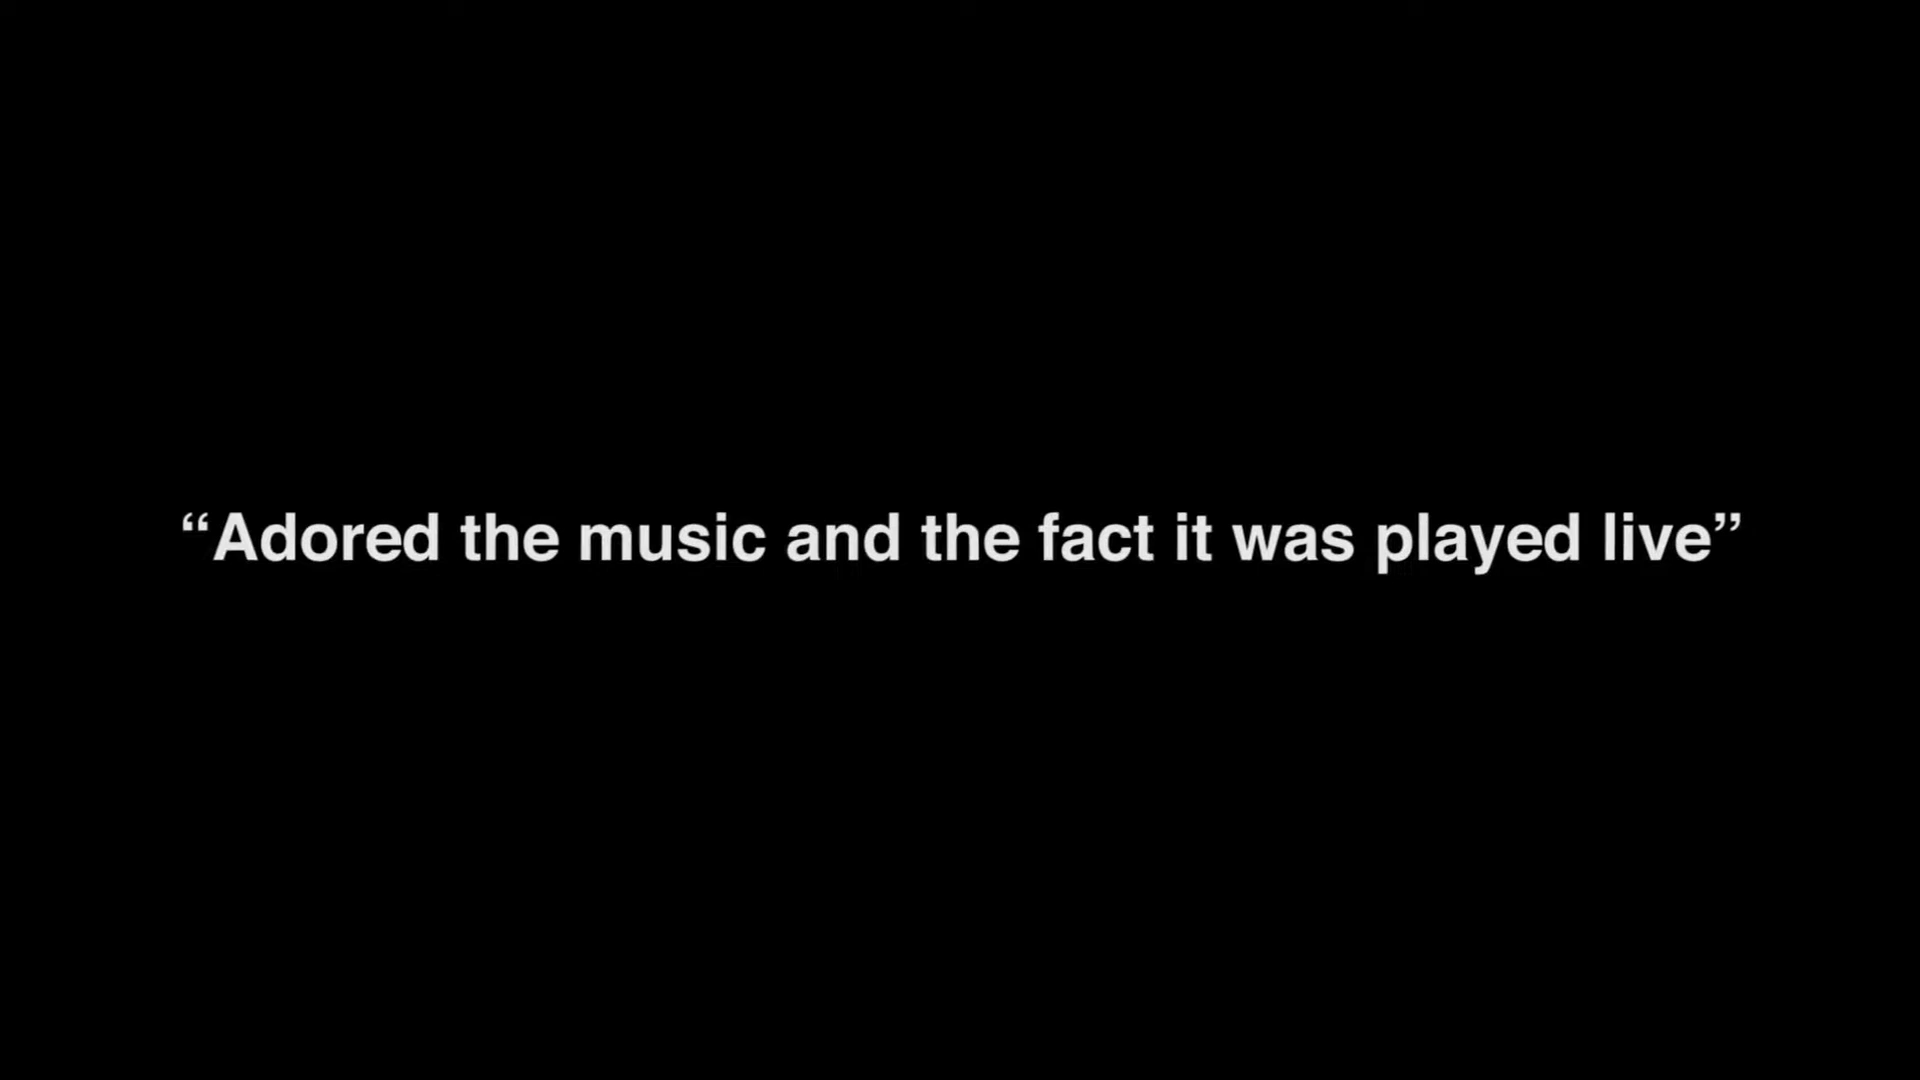 “Adored the music and the fact it was played live”